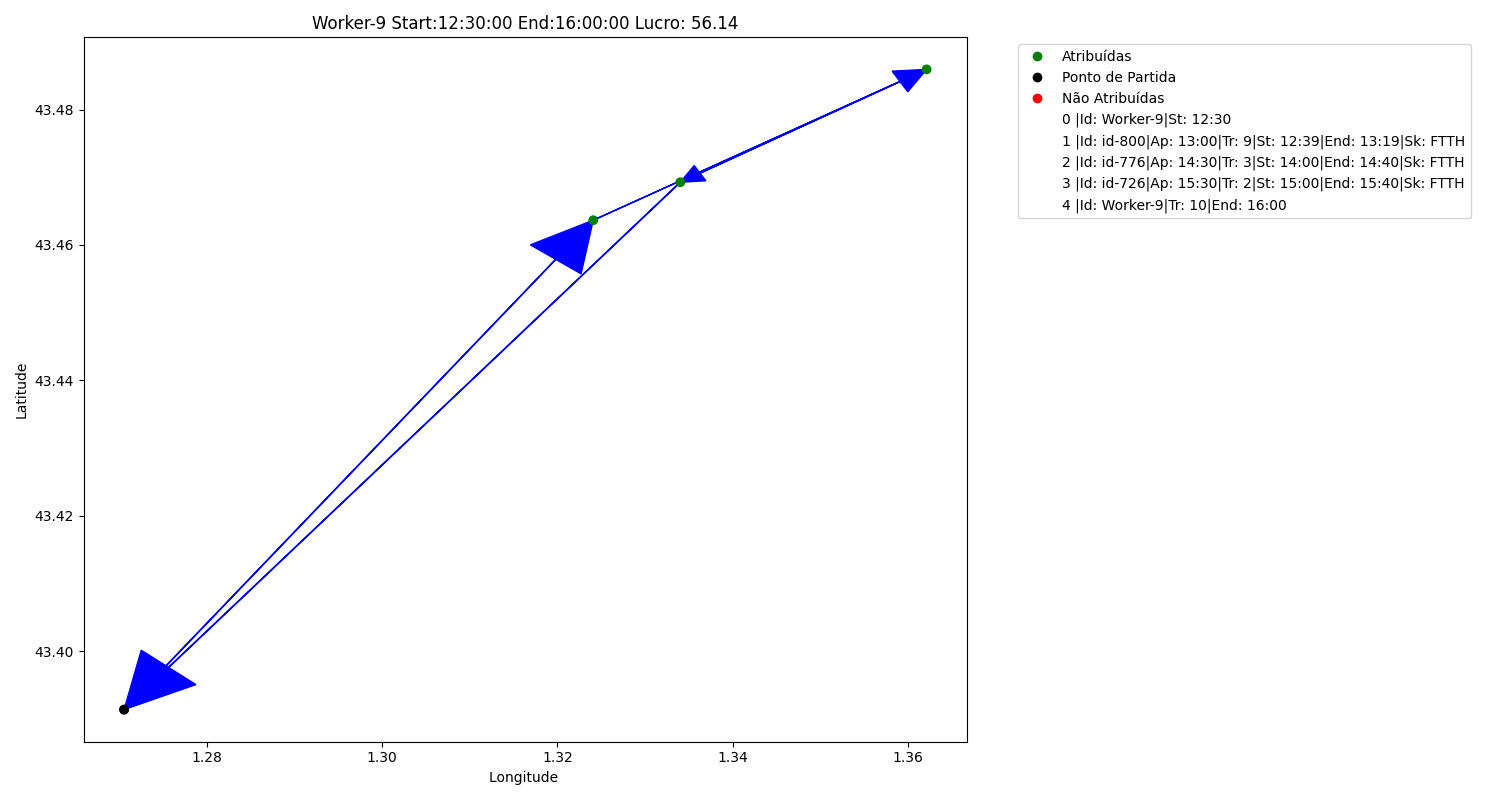 Worker-9 Start:12:30:00 End:16:00:00 Lucro: 56.14
43.48
43.46
43.44
43.42
43.40
Latitude
1.28
1.30
1.32
1.34
1.36
Longitude
Atribuídas
Ponto de Partida
Não Atribuídas
0 |Id: Worker-9|St: 12:30
1 |Id: id-800|Ap: 13:00|Tr: 9|St: 12:39|End: 13:19|Sk: FTTH
2 |Id: id-776|Ap: 14:30|Tr: 3|St: 14:00|End: 14:40|Sk: FTTH
3 |Id: id-726|Ap: 15:30|Tr: 2|St: 15:00|End: 15:40|Sk: FTTH
4 |Id: Worker-9|Tr: 10|End: 16:00